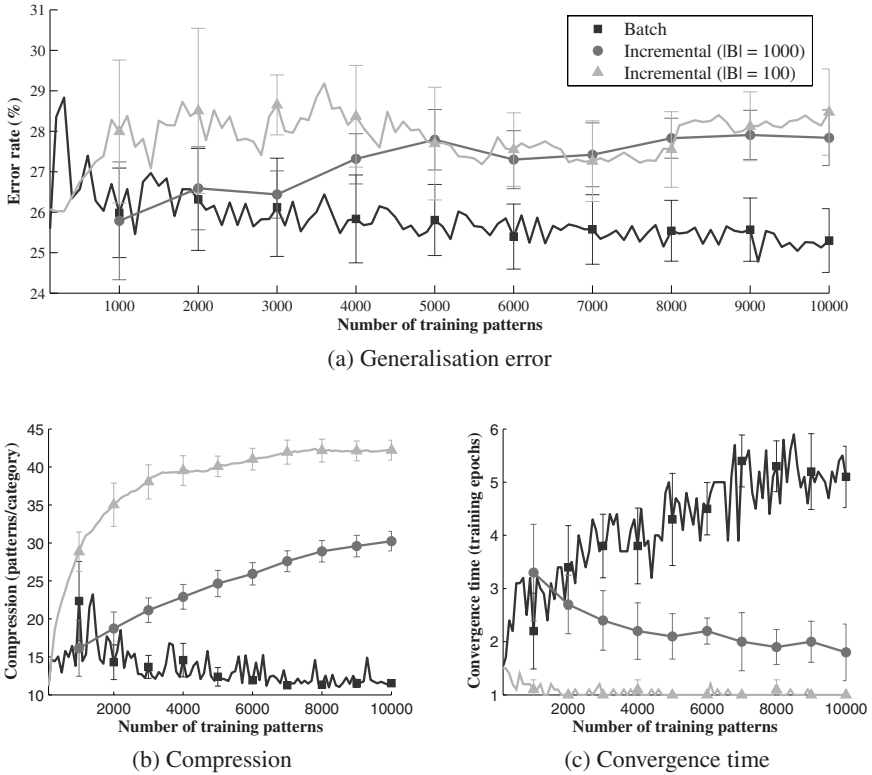 31
30
29
28
27
26
25
24
Error rate (%)
Batch
Incremental (|B| = 1000)
Incremental (|B| = 100)
1000 2000 3000 4000 5000 6000 7000 8000 9000 10000
Number of training patterns
(a) Generalisation error
45
40
35
30
25
20
15
10
Compression (patterns/category)
2000 4000 6000 8000 10000
Number of training patterns
(b) Compression
6
5
4
3
2
1
Convergence time (training epochs)
2000 4000 6000 8000 10000
Number of training patterns
(c) Convergence time